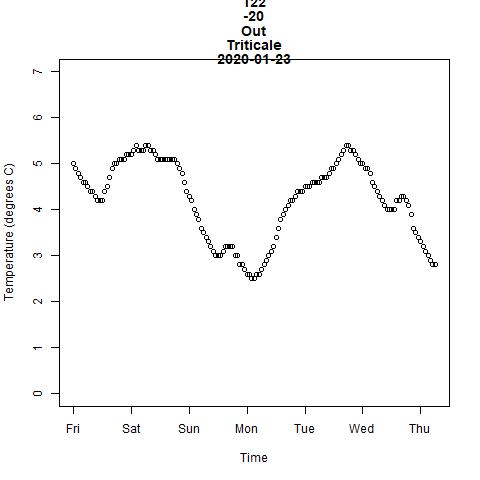 122
-20
Out
Triticale
2020-01-23
Temperature (degrees C)
7
6
5
4
3
2
1
0
Fri Sat Sun Mon Tue Wed Thu
Time